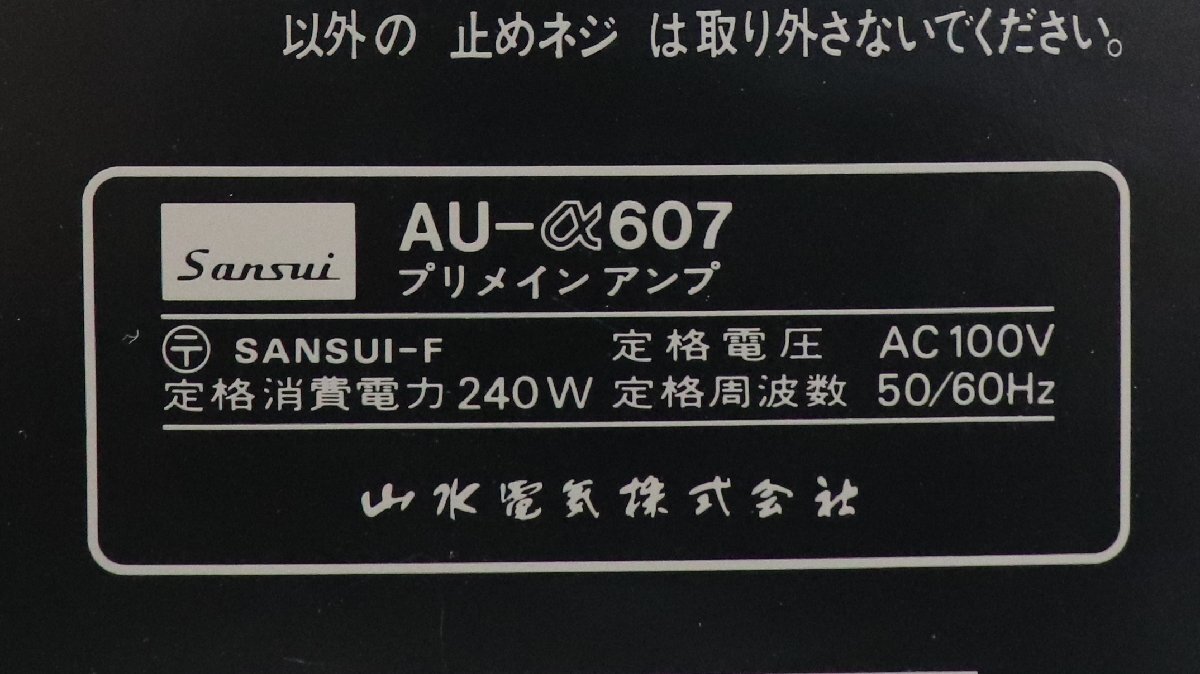 以外の 止めネジ は取り外さないでください。
Sansui
AU-α607
プリメインアンプ
〒 SANSUI-F 定格電圧 AC100V
定格消費電力 240W 定格周波数 50/60Hz
山水電気株式会社